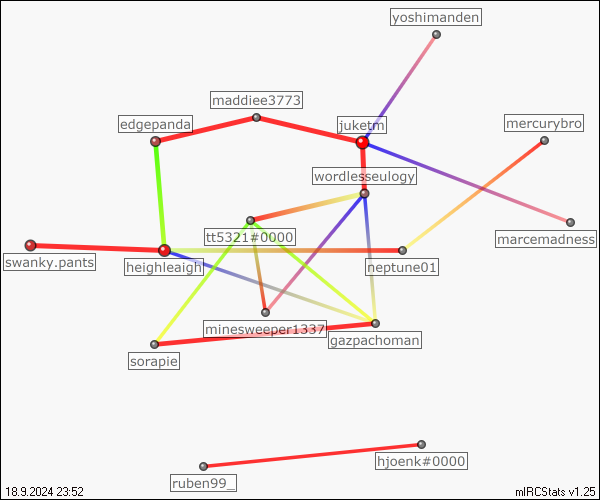 yoshimanden
maddiee3773
edgepanda
juketm
mercurybro
wordlesseulogy
tt5321#0000
marcemadness
swanky.pants
heighleaigh
neptune01
minesweeper1337
gazpachoman
sorapie
hjoenk#0000
ruben99_
18.9.2024 23:52
mIRCStats v1.25